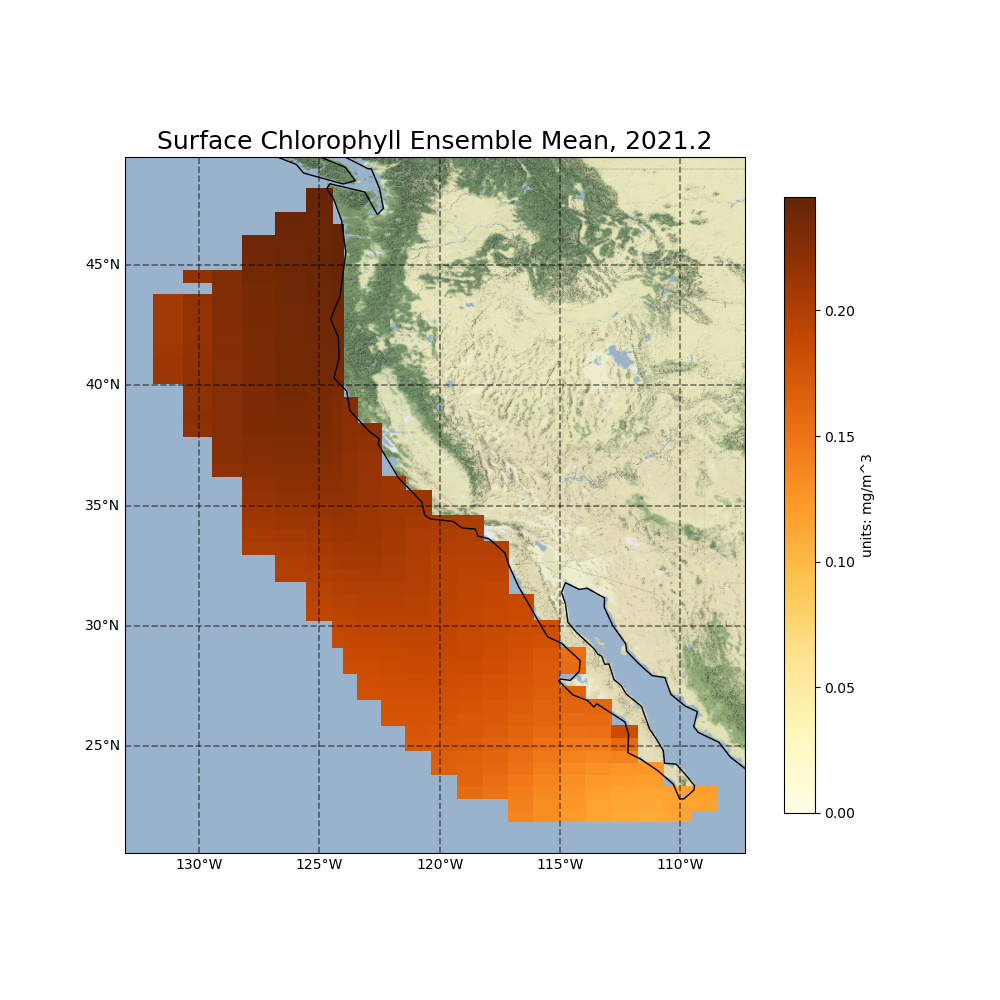 Surface Chlorophyll Ensemble Mean, 2021.2
45°N
40°N
35°N
30°N
25°N
130°W
125°W
120°W
115°W
110°W
0.20
0.15
0.10
0.05
0.00
units: mg/m^3